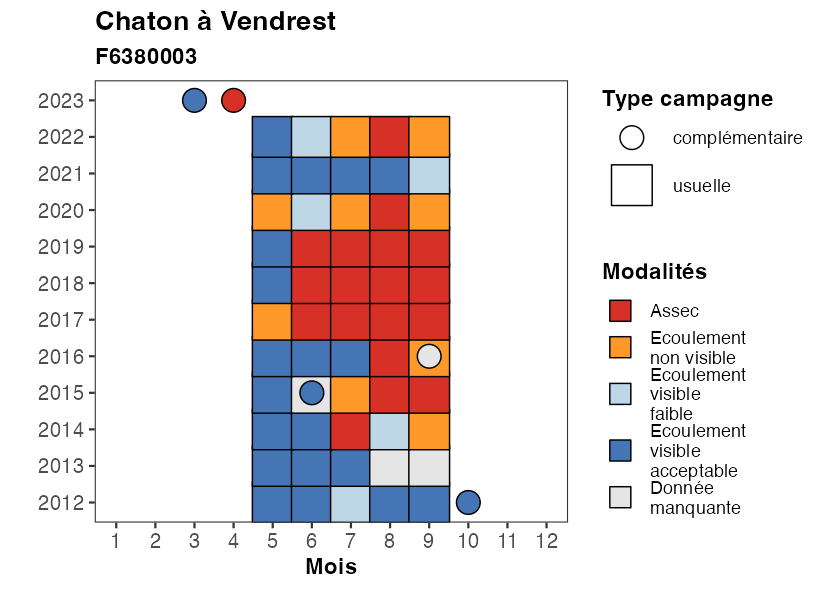 Chaton à Vendrest
F6380003
2023
2022
2021
2020
2019
2018
2017
2016
2015
2014
2013
2012
1 2 3 4 5 6 7 8 9 10 11 12
Mois
Type campagne
complémentaire
usuelle
Modalités
Assec
Ecoulement
non visible
Ecoulement
visible
faible
Ecoulement
visible
acceptable
Donnée
manquante